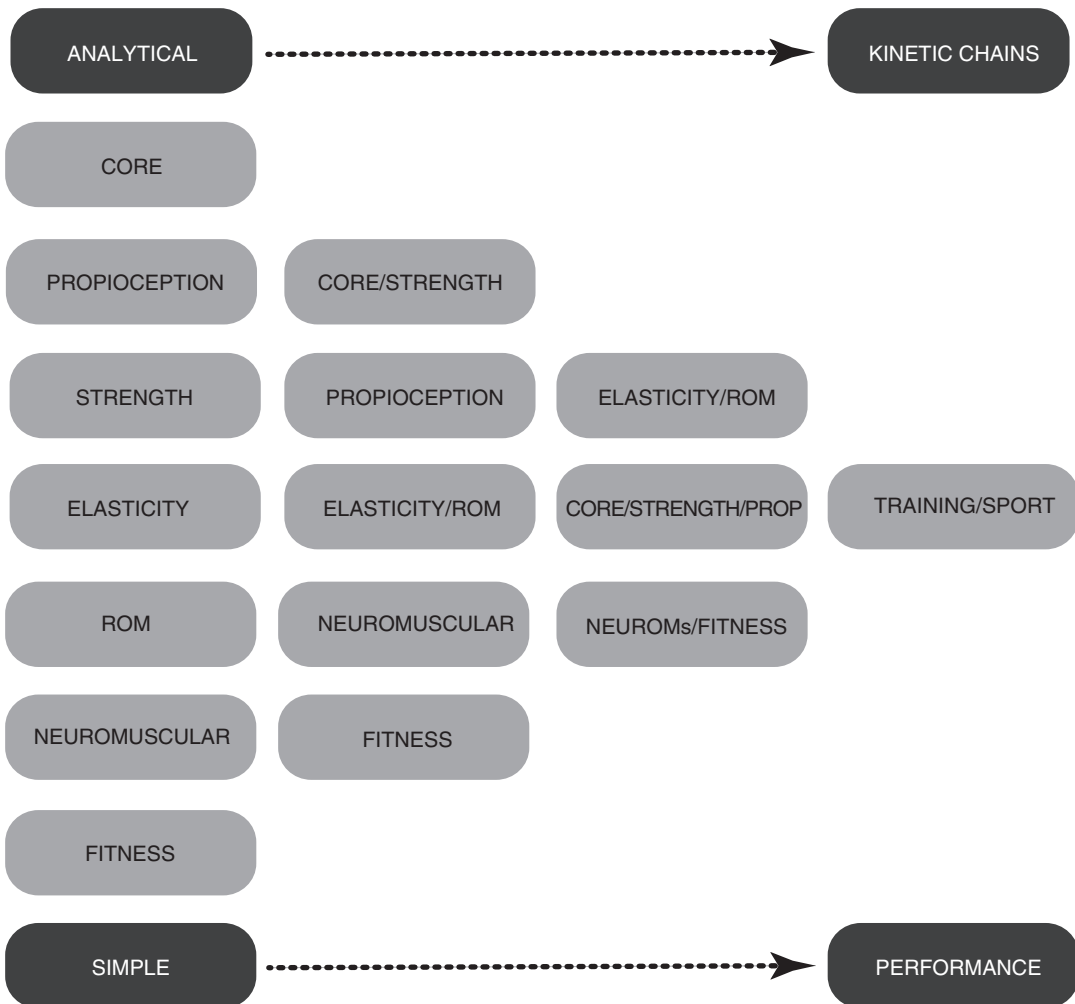 ANALYTICAL
KINETIC CHAINS
CORE
PROPIOCEPTION
CORE/STRENGTH
STRENGTH
PROPIOCEPTION
ELASTICITY/ROM
ELASTICITY
ELASTICITY/ROM
CORE/STRENGTH/PROP
TRAINING/SPORT
ROM
NEUROMUSCULAR
NEUROMs/FITNESS
NEUROMUSCULAR
FITNESS
FITNESS
SIMPLE
PERFORMANCE